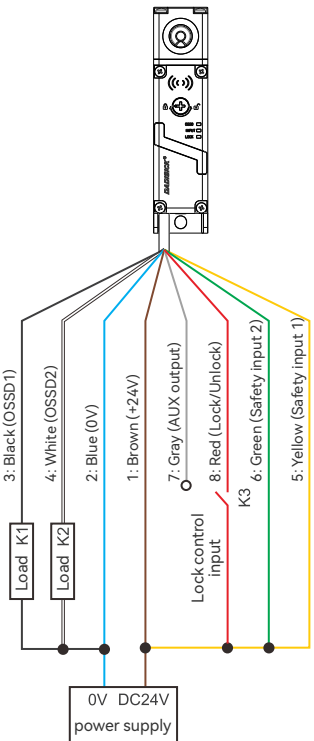 DADISICK®
3: Black (OSSD1)
4: White (OSSD2)
2: Blue (0V)
1: Brown (+24V)
7: Gray (AUX output)
8: Red (Lock/Unlock)
6: Green (Safety input 2)
5: Yellow (Safety input 1)
Load K1
Load K2
K3
Lock control
input
0V DC24V
power supply